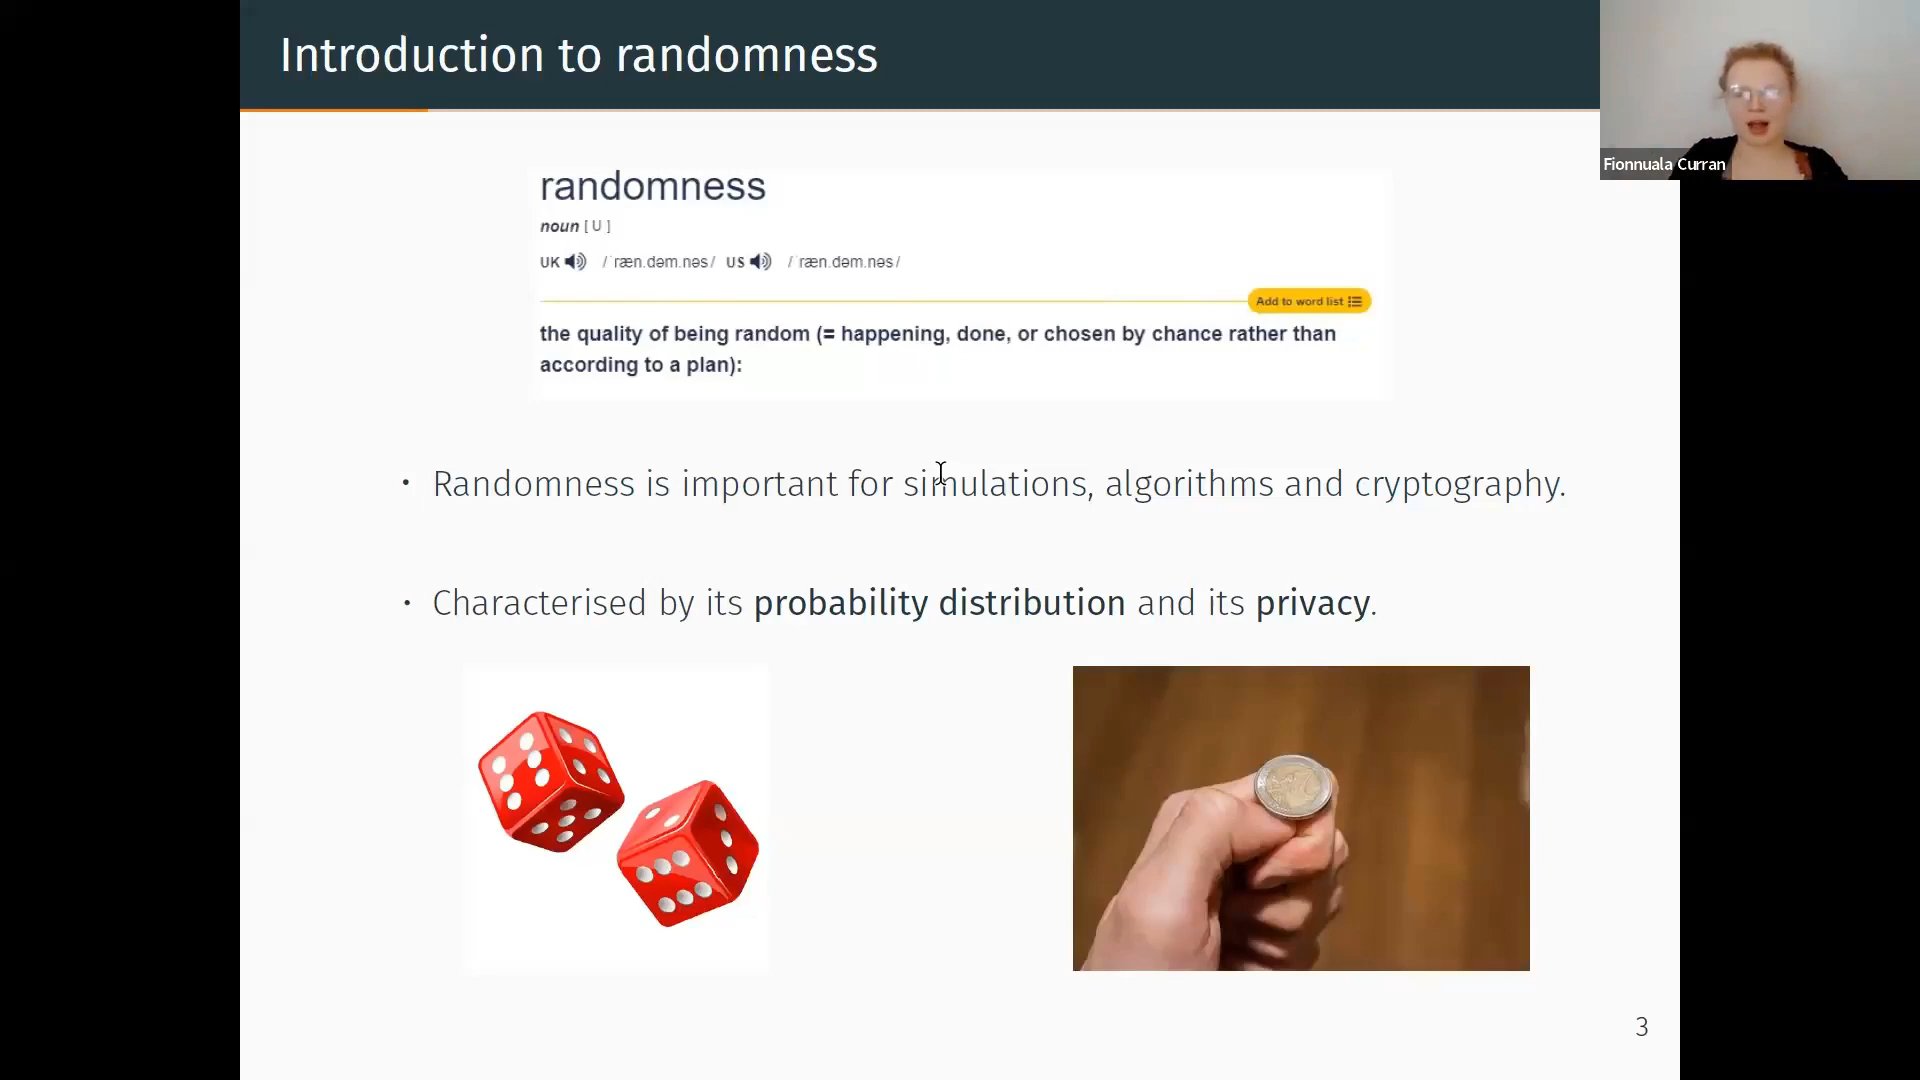 Introduction to randomness
Fionnuala Curran
randomness
noun [ U ]
UK /ˈræn.dəm.nəs/ US /ˈræn.dəm.nəs/
Add to word list
the quality of being random (= happening, done, or chosen by chance rather than
according to a plan):
• Randomness is important for simulations, algorithms and cryptography.
• Characterised by its probability distribution and its privacy.
3